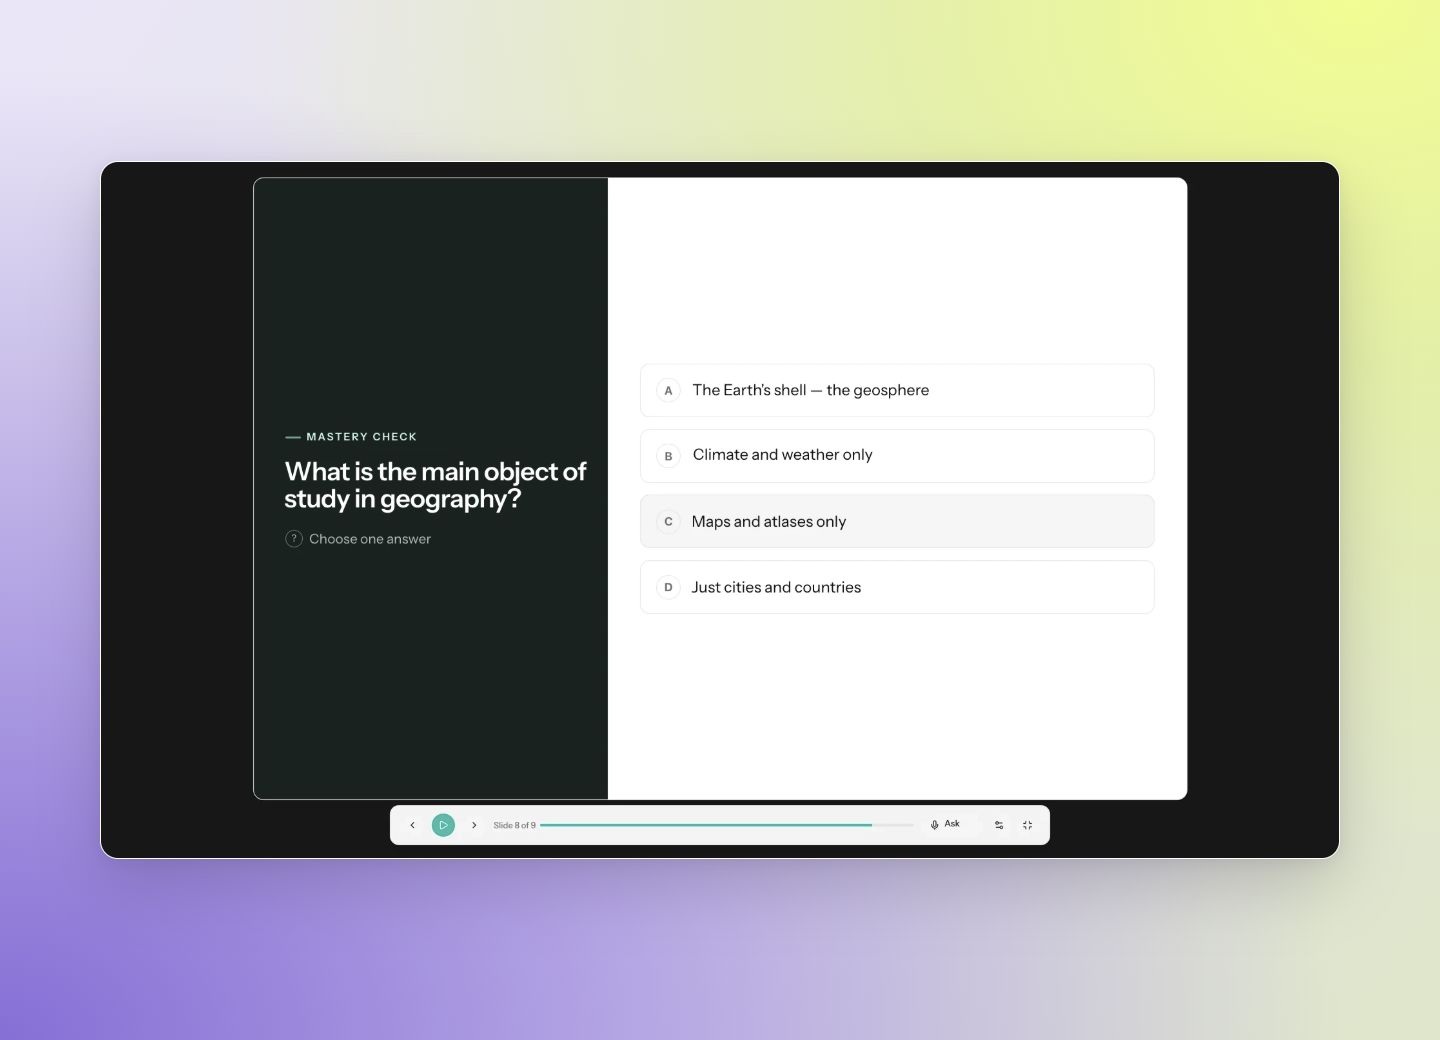 MASTERY CHECK
What is the main object of
study in geography?
? Choose one answer
A The Earth's shell — the geosphere
B Climate and weather only
C Maps and atlases only
D Just cities and countries
Slide 8 of 9
Ask